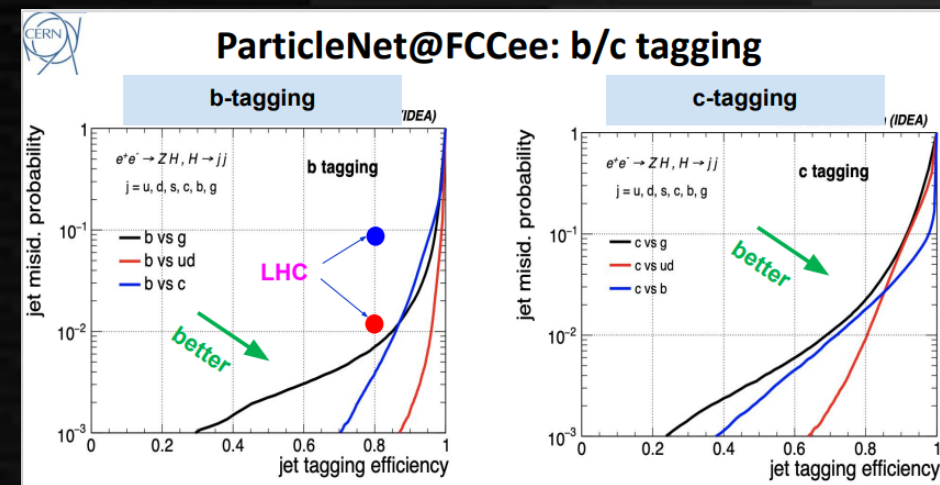 CERN
ParticleNet@FCCee: b/c tagging
b-tagging
(IDEA)
jet misid. probability
1
10⁻¹
10⁻²
10⁻³
e⁺e⁻ → ZH, H → jj
j = u, d, s, c, b, g
b tagging
b vs g
b vs ud
b vs c
LHC
better
0
0.2
0.4
0.6
0.8
1
jet tagging efficiency
c-tagging
(IDEA)
jet misid. probability
1
10⁻¹
10⁻²
10⁻³
e⁺e⁻ → ZH, H → jj
j = u, d, s, c, b, g
c tagging
c vs g
c vs ud
c vs b
better
0
0.2
0.4
0.6
0.8
1
jet tagging efficiency